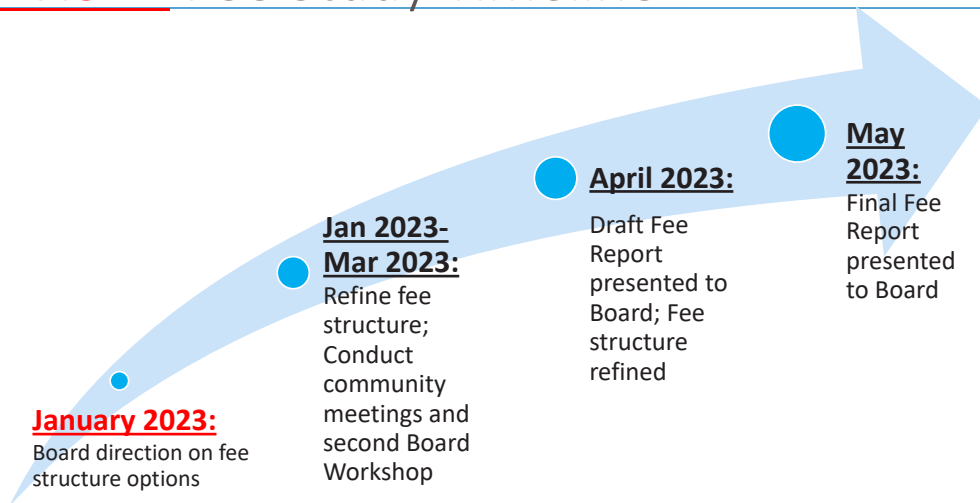 January 2023:
Board direction on fee
structure options
Jan 2023-
Mar 2023:
Refine fee
structure;
Conduct
community
meetings and
second Board
Workshop
April 2023:
Draft Fee
Report
presented to
Board; Fee
structure
refined
May
2023:
Final Fee
Report
presented
to Board